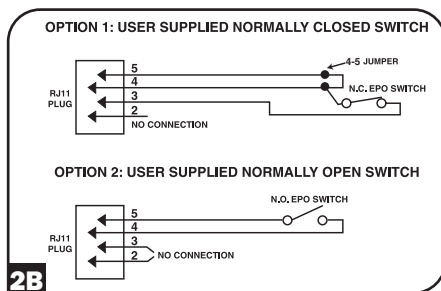 OPTION 1: USER SUPPLIED NORMALLY CLOSED SWITCH
4-5 JUMPER
5
4
N.C. EPO SWITCH
3
RJ11
PLUG
2
NO CONNECTION
OPTION 2: USER SUPPLIED NORMALLY OPEN SWITCH
N.O. EPO SWITCH
5
4
RJ11
PLUG
3
NO CONNECTION
2
2B